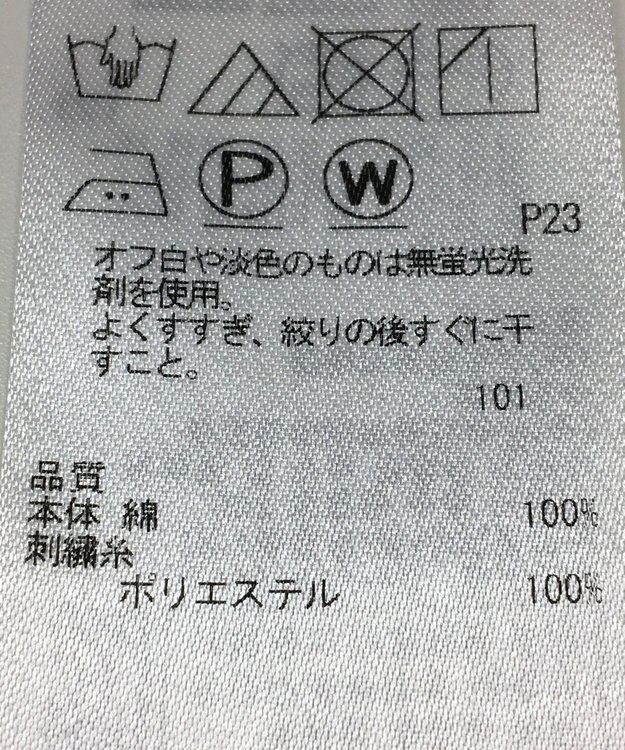 P
W
P23
オフ白や淡色のものは無蛍光洗
剤を使用。
よくすすぎ、絞りの後すぐに干
すこと。
101
品質
本体 綿 100%
刺繍糸
ポリエステル 100%